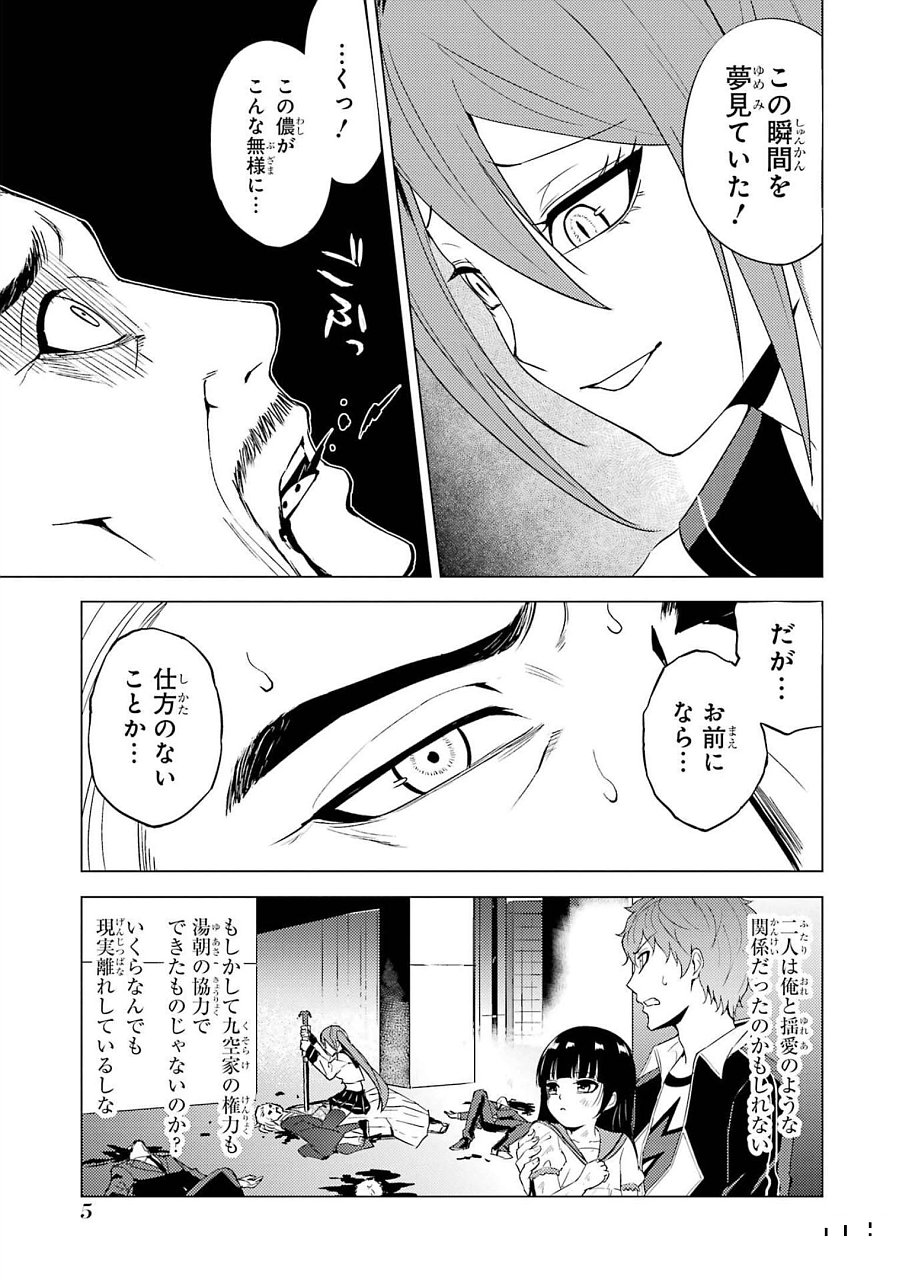 この瞬間を
夢見ていた!
…くっ!
この儂が
こんな無様に…
ごふっ
だが…
お前に
なら…
仕方のない
ことか…
二人は俺と揺愛のような
関係だったのかもしれない
もしかして九空家の権力も
湯朝の協力で
できたものじゃないのか?
いくらなんでも
現実離れしているしな
5